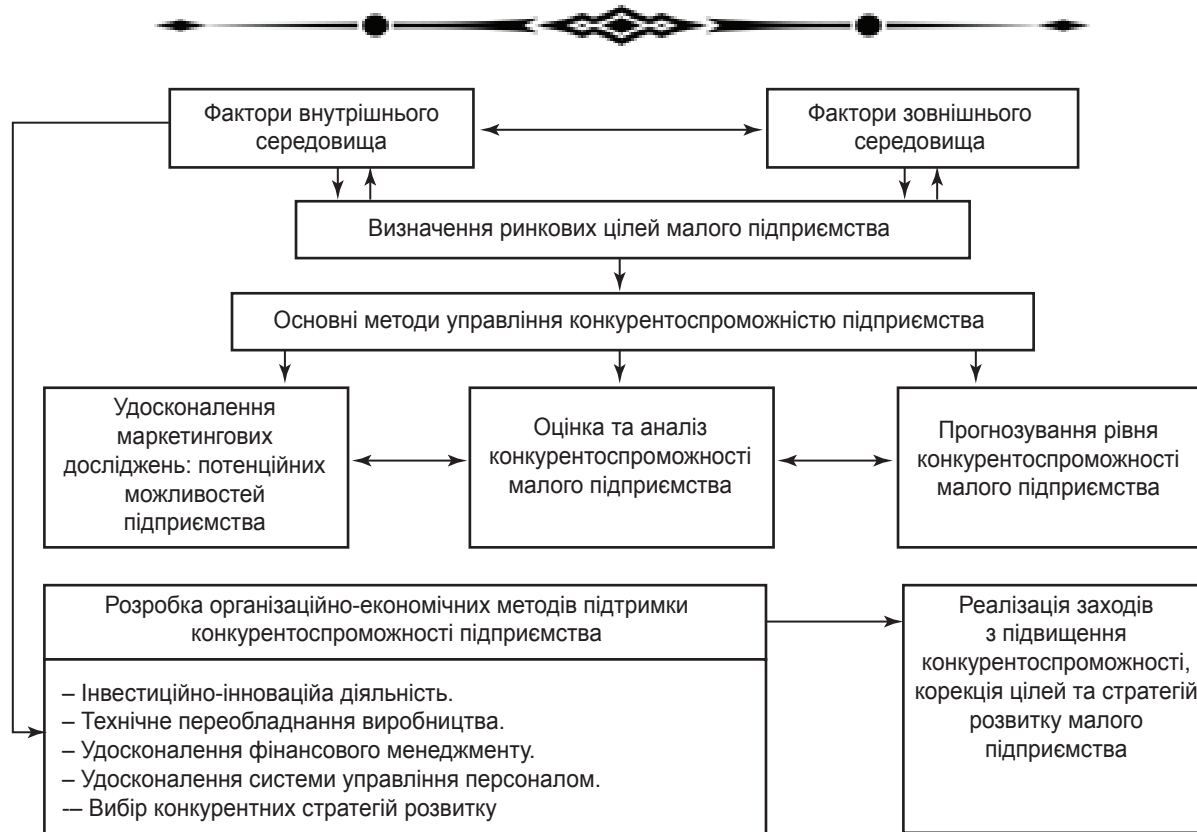 Фактори внутрішнього
середовища
Фактори зовнішнього
середовища
Визначення ринкових цілей малого підприємства
Основні методи управління конкурентоспроможністю підприємства
Удосконалення
маркетингових
досліджень: потенційних
можливостей
підприємства
Оцінка та аналіз
конкурентоспроможності
малого підприємства
Прогнозування рівня
конкурентоспроможності
малого підприємства
Розробка організаційно-економічних методів підтримки
конкурентоспроможності підприємства
– Інвестиційно-інноваційа діяльність.
– Технічне переобладнання виробництва.
– Удосконалення фінансового менеджменту.
– Удосконалення системи управління персоналом.
-– Вибір конкурентних стратегій розвитку
Реалізація заходів
з підвищення
конкурентоспроможності,
корекція цілей та стратегій
розвитку малого
підприємства